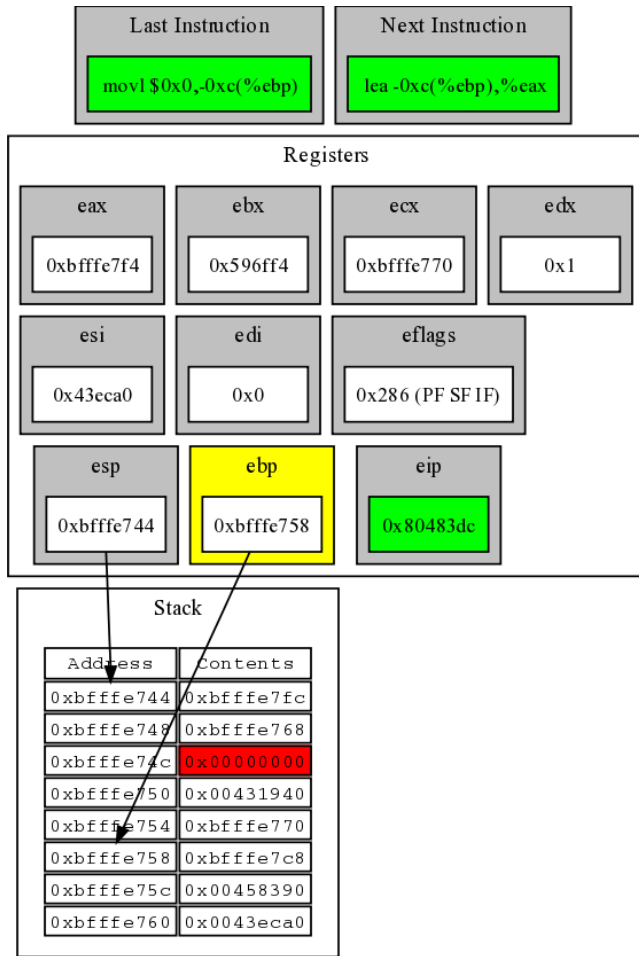 Last Instruction Next Instruction
movl $0x0,-0xc(%ebp) lea -0xc(%ebp),%eax
Registers
eax ebx ecx edx
0xbfffe7f4 0x596ff4 0xbfffe770 0x1
esi edi eflags
0x43eca0 0x0 0x286 (PF SF IF)
esp ebp eip
0xbfffe744 0xbfffe758 0x80483dc
Stack
Address Contents
0xbfffe744 0xbfffe7fc
0xbfffe748 0xbfffe768
0xbfffe74c 0x00000000
0xbfffe750 0x00431940
0xbfffe754 0xbfffe770
0xbfffe758 0xbfffe7c8
0xbfffe75c 0x00458390
0xbfffe760 0x0043eca0